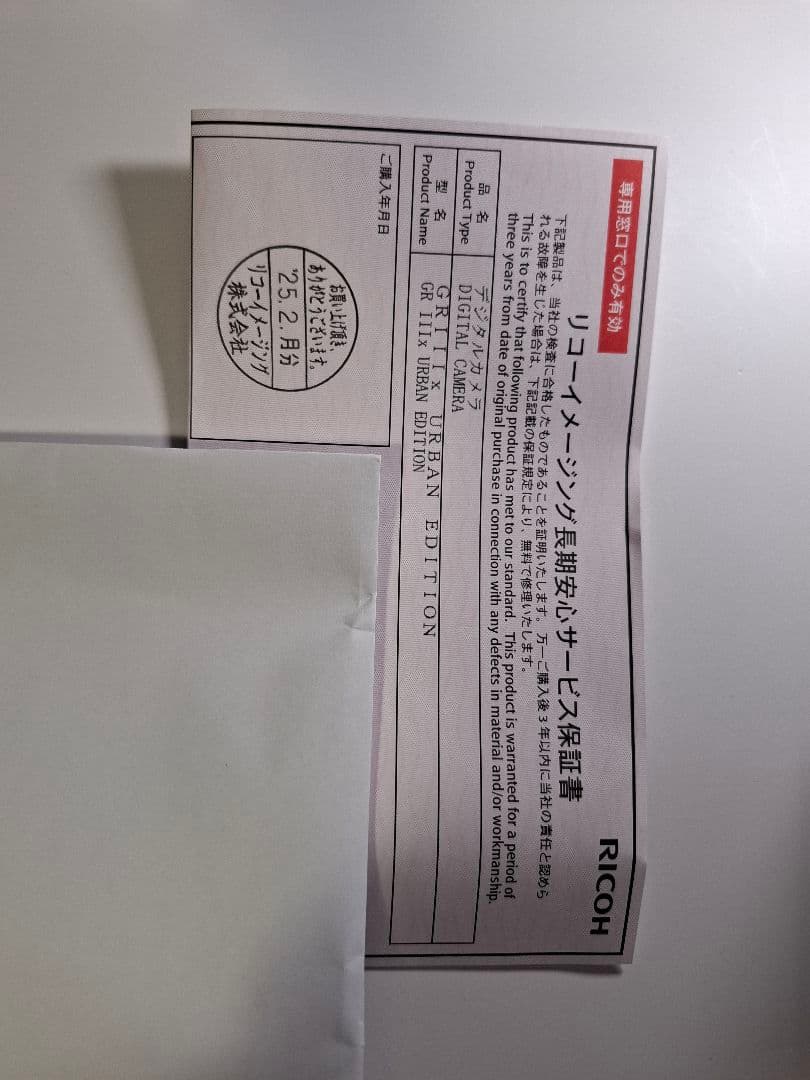 専用窓口でのみ有効
RICOH
リコーイメージング長期安心サービス保証書
下記製品は、当社の検査に合格したものであることを証明いたします。万一ご購入後3年以内に当社の責任と認めら
れる故障を生じた場合は、下記記載の保証規定により、無料で修理いたします。
This is to certify that following product has met to our standard. This product is warranted for a period of
three years from date of original purchase in connection with any defects in material and/or workmanship.
品 名 デジタルカメラ
Product Type DIGITAL CAMERA
型 名 GRIIIx URBAN EDITION
Product Name GR IIIx URBAN EDITION
ご購入年月日
お買い上げ頂き、
ありがとうございます。
'25.2.月分
リコーイメージング
株式会社